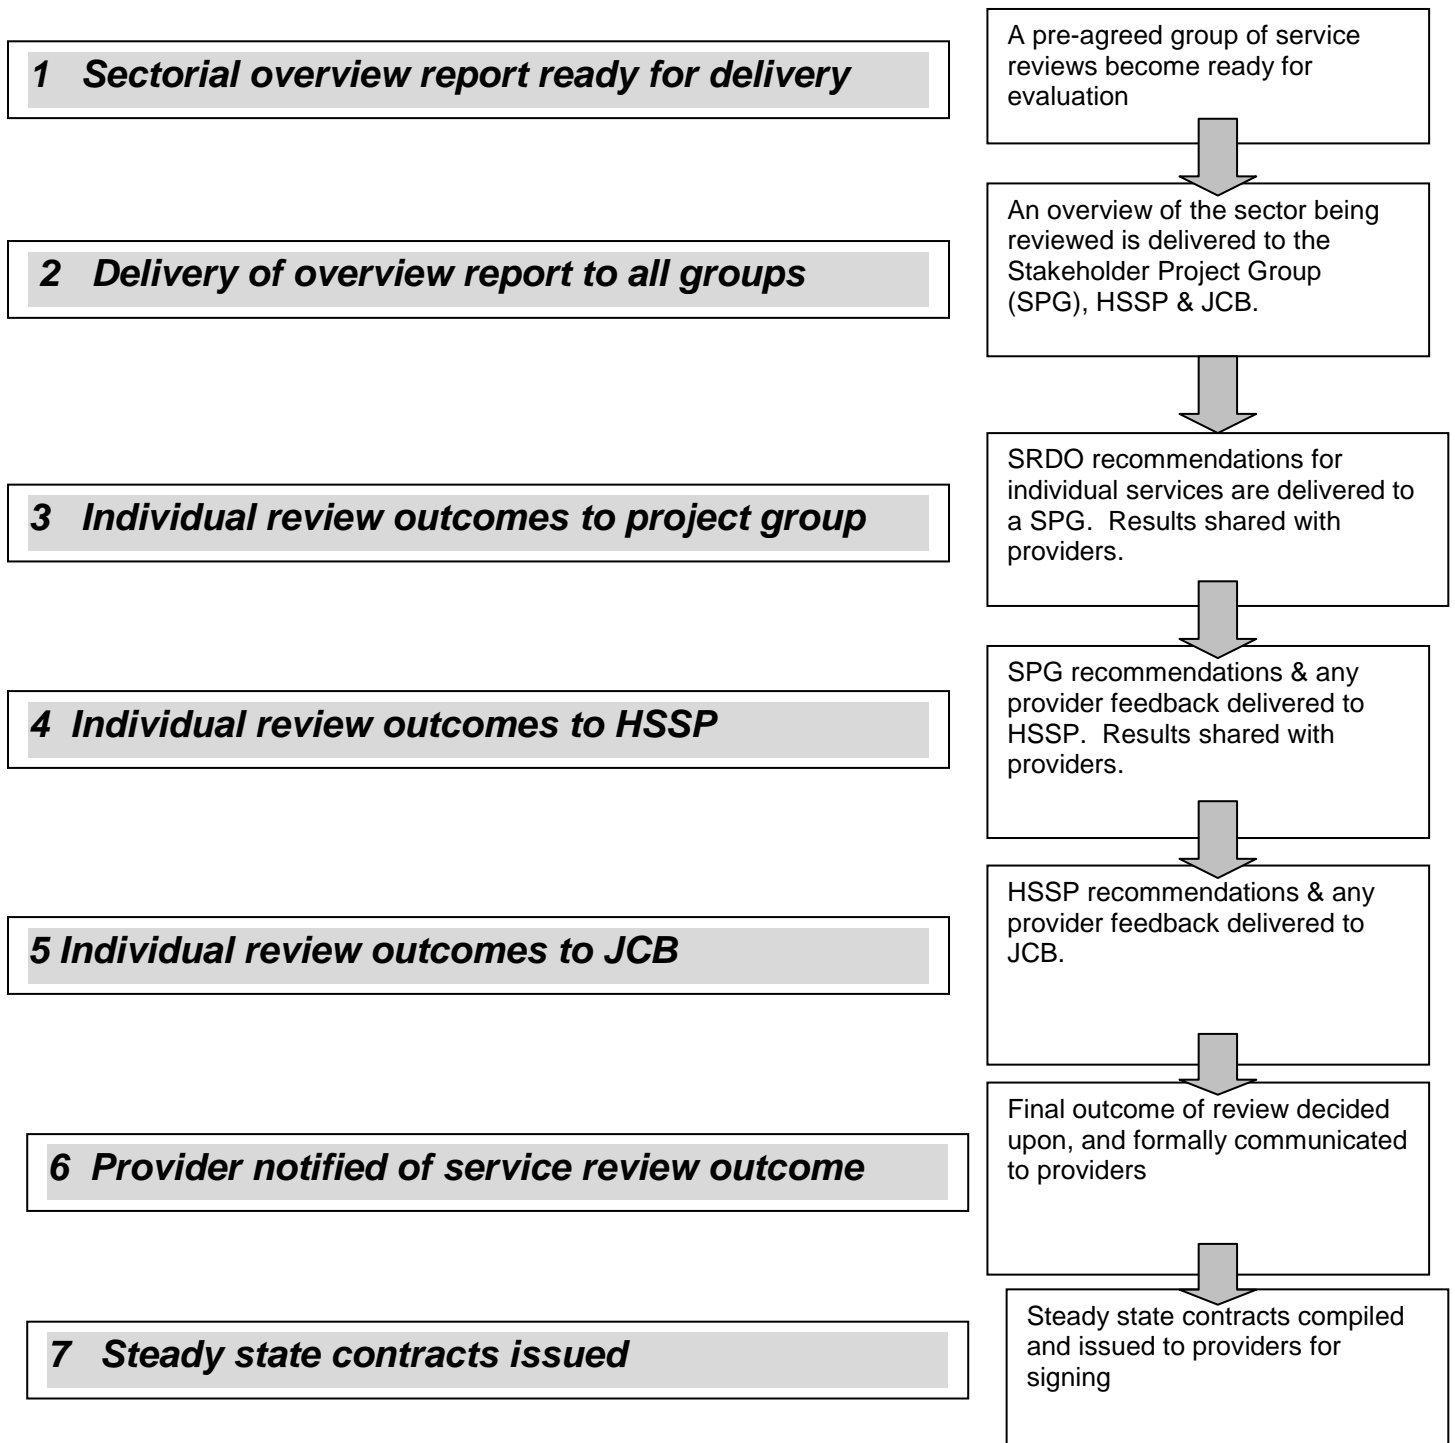 1 Sectorial overview report ready for delivery
A pre-agreed group of service
reviews become ready for
evaluation
2 Delivery of overview report to all groups
An overview of the sector being
reviewed is delivered to the
Stakeholder Project Group
(SPG), HSSP & JCB.
3 Individual review outcomes to project group
SRDO recommendations for
individual services are delivered to
a SPG. Results shared with
providers.
4 Individual review outcomes to HSSP
SPG recommendations & any
provider feedback delivered to
HSSP. Results shared with
providers.
5 Individual review outcomes to JCB
HSSP recommendations & any
provider feedback delivered to
JCB.
6 Provider notified of service review outcome
Final outcome of review decided
upon, and formally communicated
to providers
7 Steady state contracts issued
Steady state contracts compiled
and issued to providers for
signing